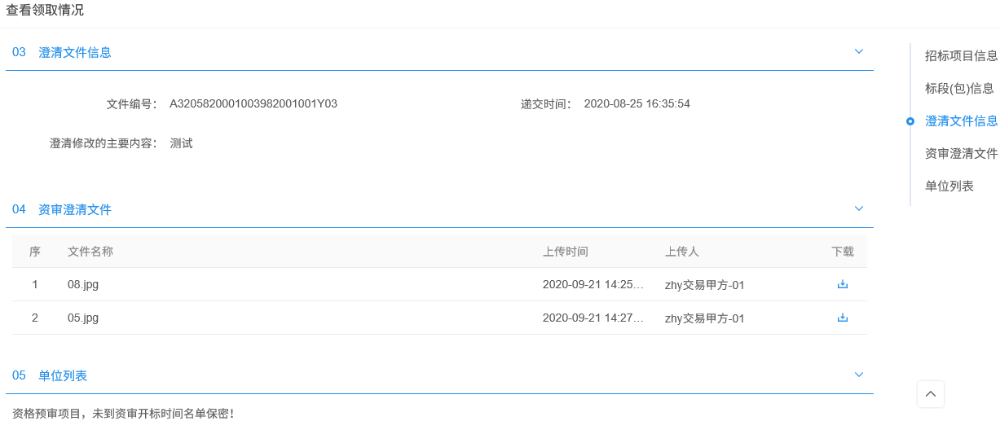 查看领取情况
03 澄清文件信息
文件编号： A3205820001003982001001Y03 递交时间： 2020-08-25 16:35:54
澄清修改的主要内容： 测试
04 资审澄清文件
序 文件名称 上传时间 上传人 下载
1 08.jpg 2020-09-21 14:25... zhy交易甲方-01
2 05.jpg 2020-09-21 14:27... zhy交易甲方-01
05 单位列表
资格预审项目，未到资审开标时间名单保密！
招标项目信息
标段(包)信息
澄清文件信息
资审澄清文件
单位列表